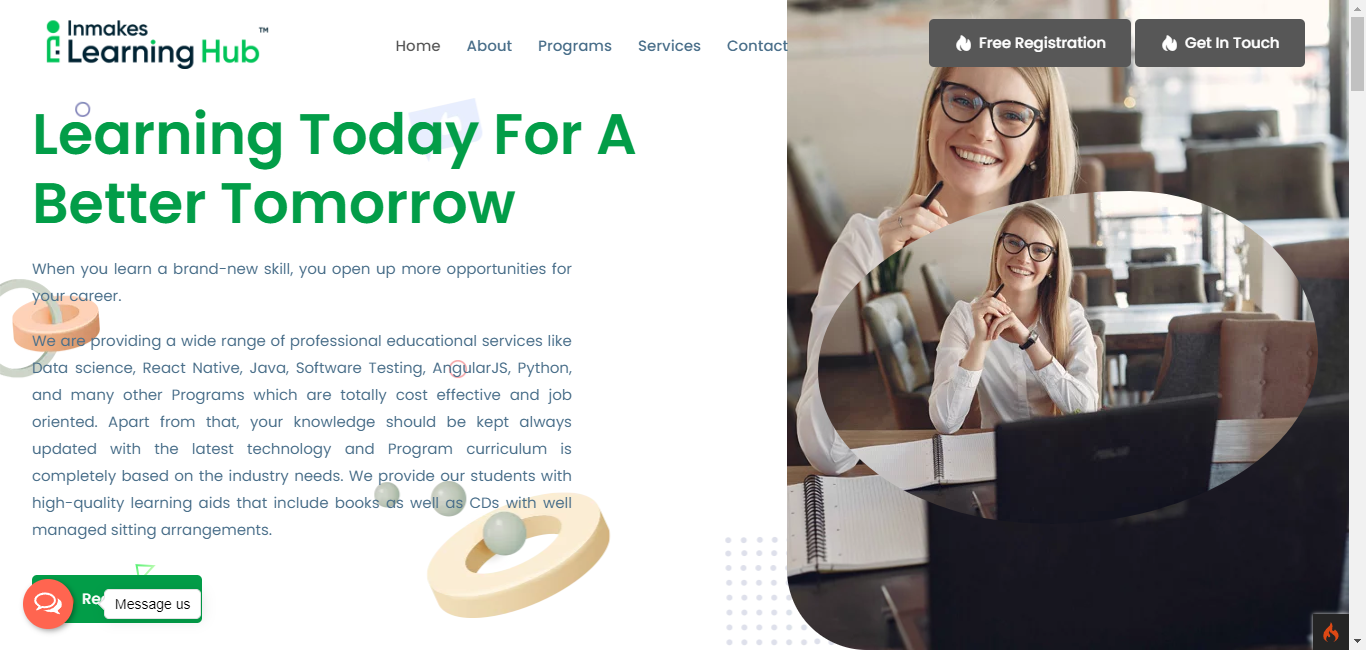 Inmakes
Learning Hub™
Home About Programs Services Contact
Free Registration
Get In Touch
Learning Today For A
Better Tomorrow
When you learn a brand-new skill, you open up more opportunities for
your career.
We are providing a wide range of professional educational services like
Data science, React Native, Java, Software Testing, AngularJS, Python,
and many other Programs which are totally cost effective and job
oriented. Apart from that, your knowledge should be kept always
updated with the latest technology and Program curriculum is
completely based on the industry needs. We provide our students with
high-quality learning aids that include books as well as CDs with well
managed sitting arrangements.
Message us